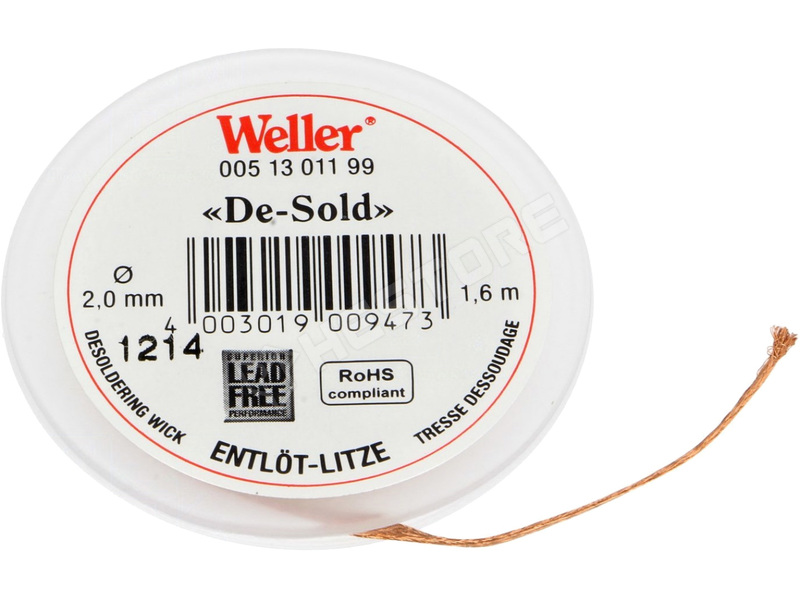 Weller®
005 13 011 99
«De-Sold»
Ø
2,0 mm
1,6 m
4 003019 009473
1214
SUPERIOR
LEAD
FREE
PERFORMANCE
RoHS
compliant
DESOLDERING WICK
ENTLÖT-LITZE
TRESSE DESSOUDAGE